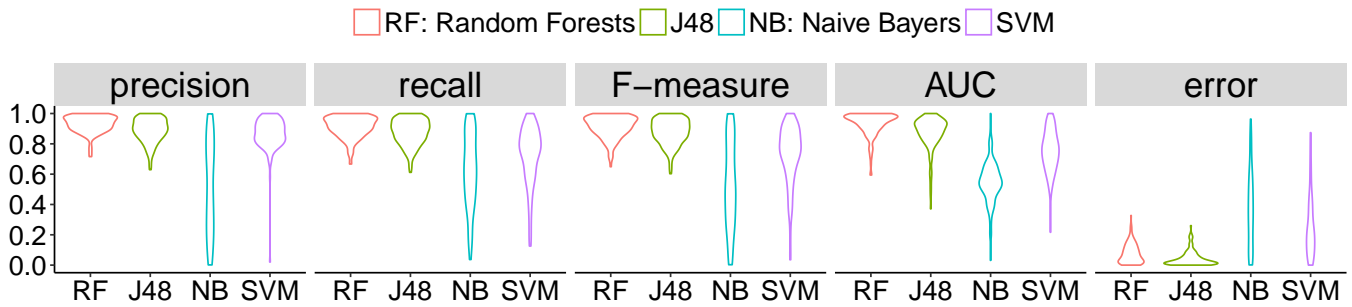 RF: Random Forests J48 NB: Naive Bayers SVM
precision recall F−measure AUC error
1.0
0.8
0.6
0.4
0.2
0.0
RF J48 NB SVM RF J48 NB SVM RF J48 NB SVM RF J48 NB SVM RF J48 NB SVM